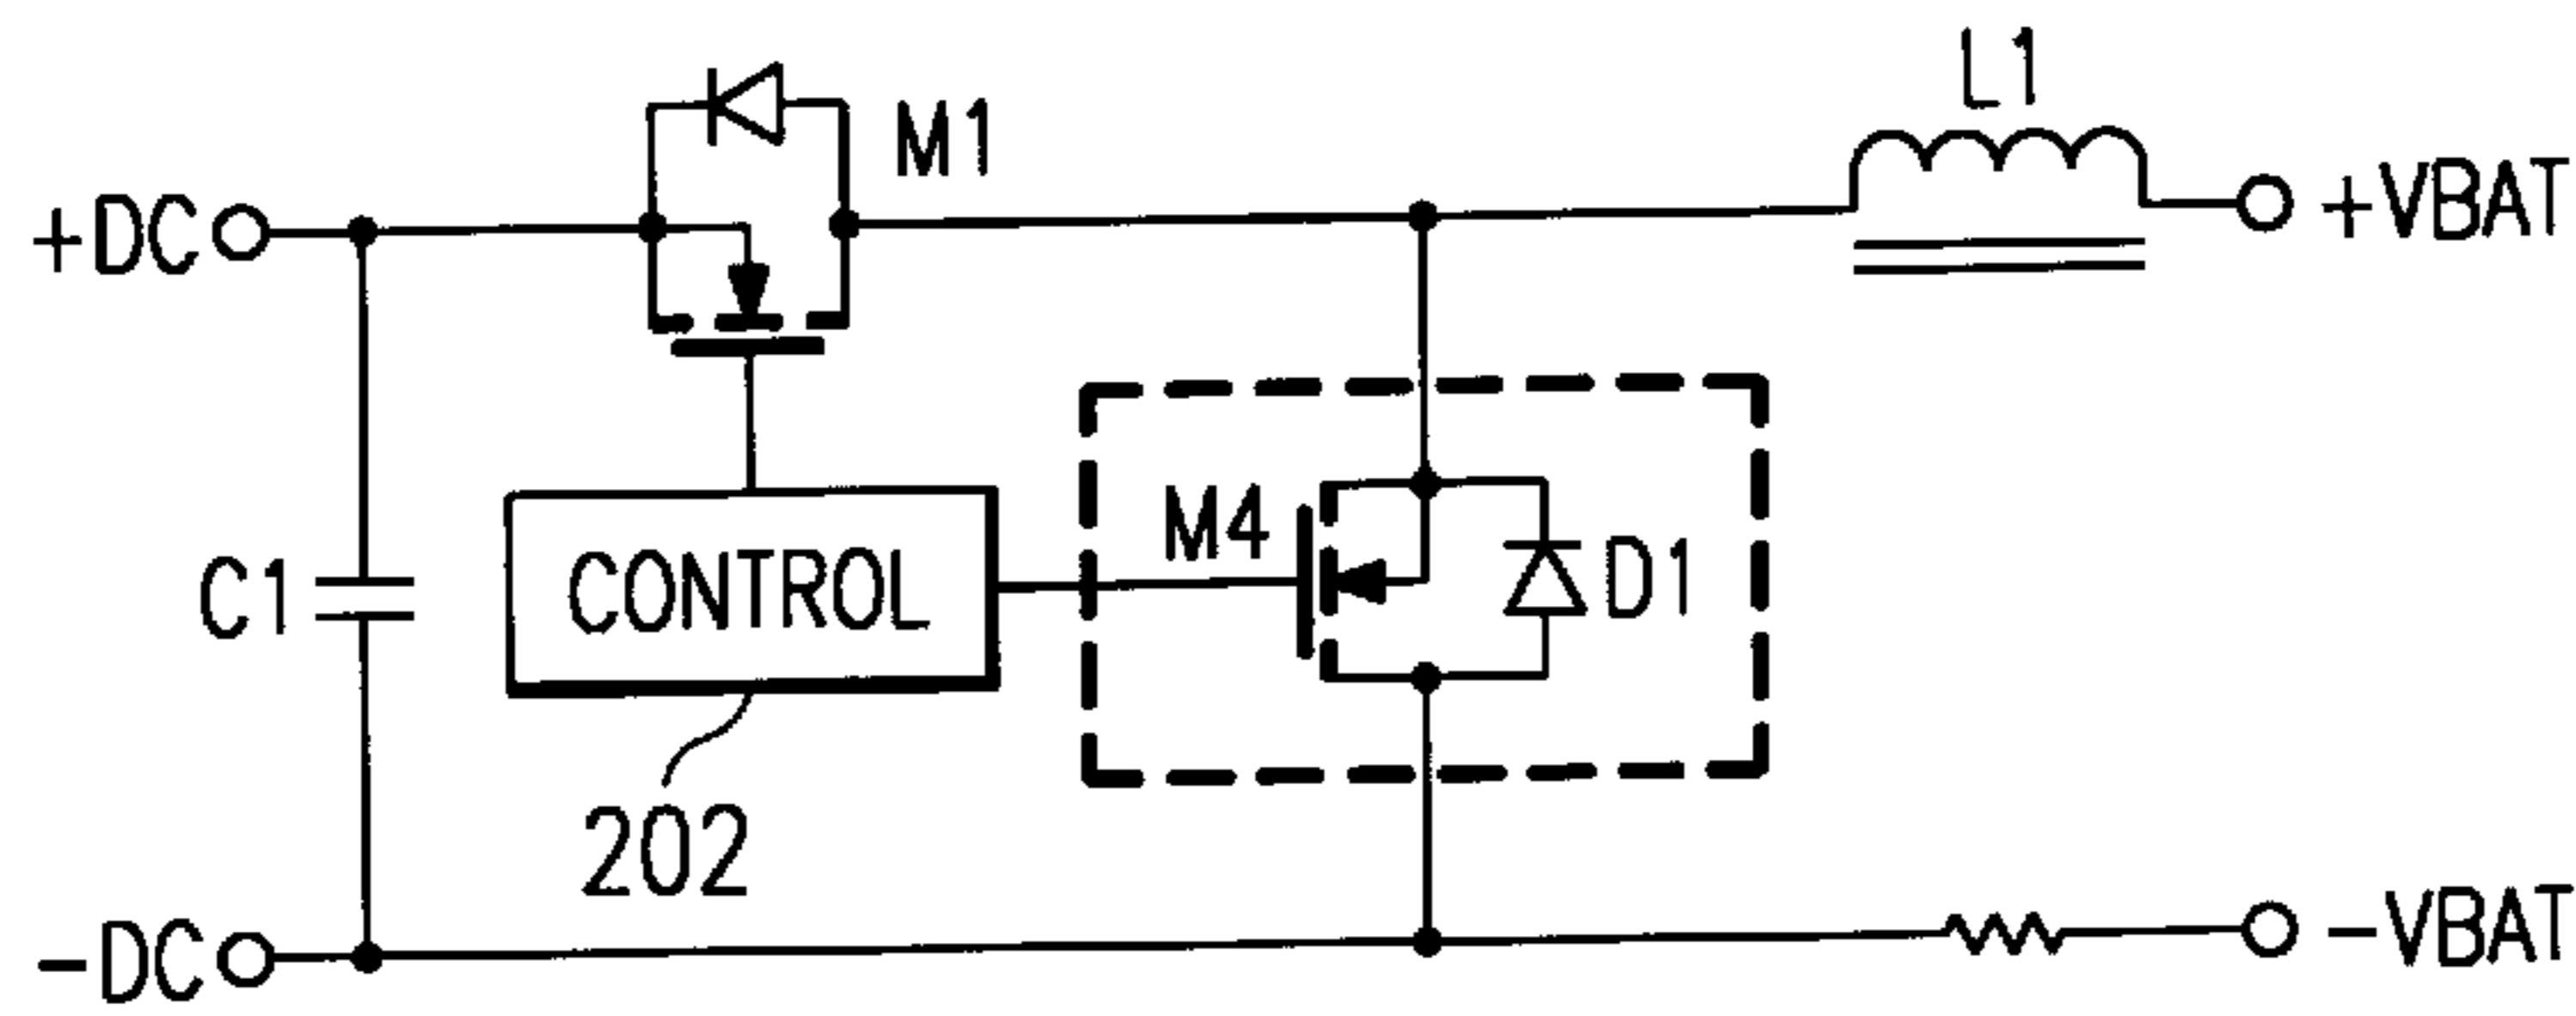 L1
M1
+DC
+VBAT
M4
C1
CONTROL
D1
202
-DC
-VBAT